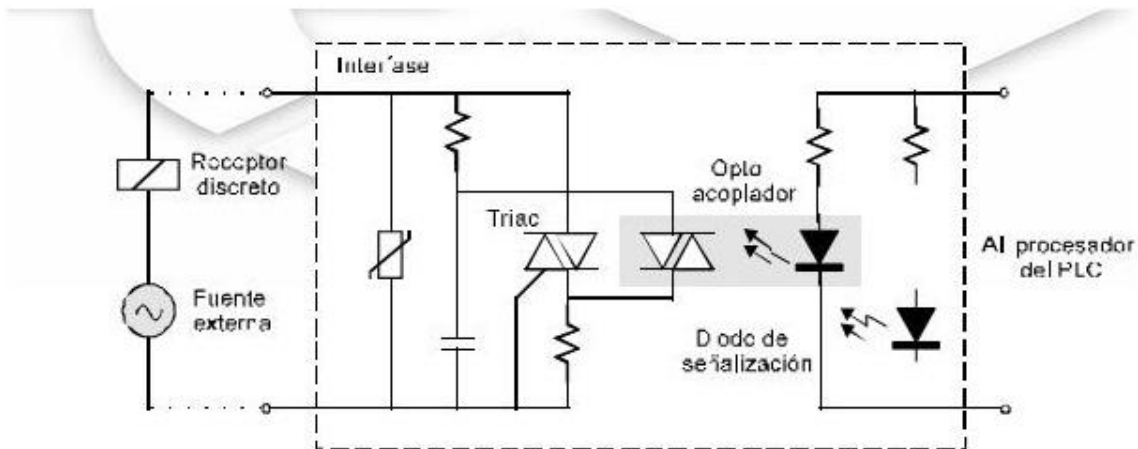 Interfase
Receptor
discreto
Opto
acoplador
Triac
Al procesador
del PLC
Fuente
externa
Diodo de
señalización